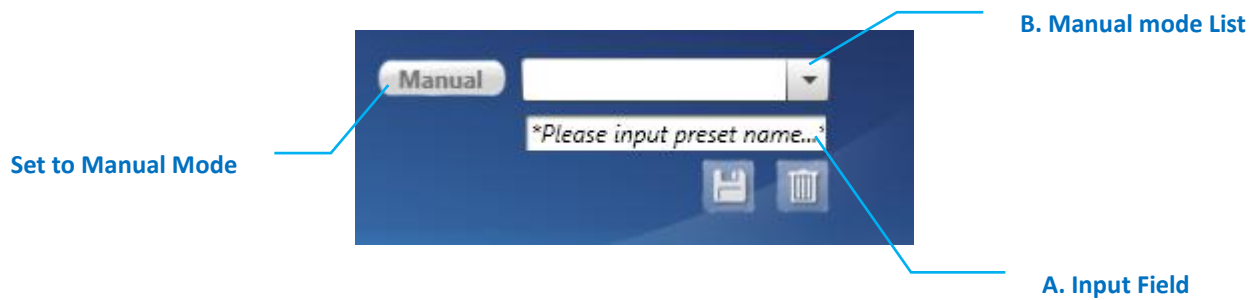 B. Manual mode List
Manual
*Please input preset name...*
Set to Manual Mode
A. Input Field